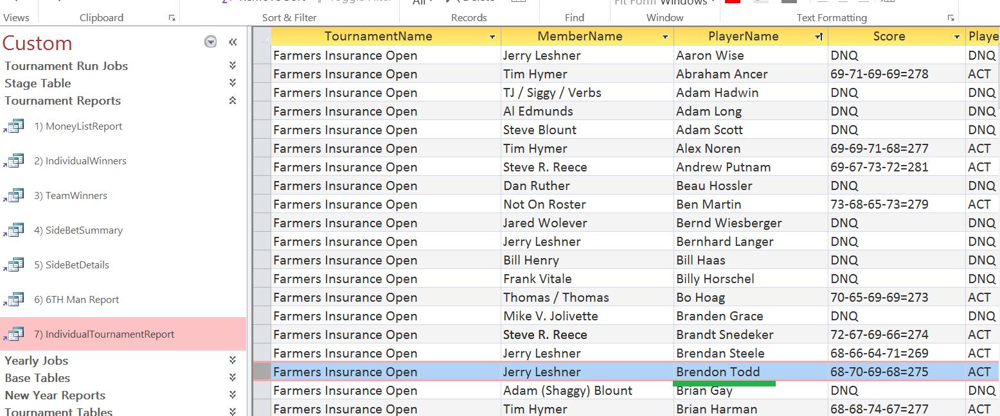 Remove Sort Toggle Filter All Delete Fit Form Windows
Views Clipboard Sort & Filter Records Find Window Text Formatting
Custom
Tournament Run Jobs
Stage Table
Tournament Reports
1) MoneyListReport
2) IndividualWinners
3) TeamWinners
4) SideBetSummary
5) SideBetDetails
6) 6TH Man Report
7) IndividualTournamentReport
Yearly Jobs
Base Tables
New Year Reports
Tournament Tables
TournamentName MemberName PlayerName Score Playe
Farmers Insurance Open Jerry Leshner Aaron Wise DNQ DNQ
Farmers Insurance Open Tim Hymer Abraham Ancer 69-71-69-69=278 ACT
Farmers Insurance Open TJ / Siggy / Verbs Adam Hadwin DNQ DNQ
Farmers Insurance Open Al Edmunds Adam Long DNQ DNQ
Farmers Insurance Open Steve Blount Adam Scott DNQ DNQ
Farmers Insurance Open Tim Hymer Alex Noren 69-69-71-68=277 ACT
Farmers Insurance Open Steve R. Reece Andrew Putnam 69-67-73-72=281 ACT
Farmers Insurance Open Dan Ruther Beau Hossler DNQ DNQ
Farmers Insurance Open Not On Roster Ben Martin 73-68-65-73=279 ACT
Farmers Insurance Open Jared Wolever Bernd Wiesberger DNQ DNQ
Farmers Insurance Open Jerry Leshner Bernhard Langer DNQ DNQ
Farmers Insurance Open Bill Henry Bill Haas DNQ DNQ
Farmers Insurance Open Frank Vitale Billy Horschel DNQ DNQ
Farmers Insurance Open Thomas / Thomas Bo Hoag 70-65-69-69=273 ACT
Farmers Insurance Open Mike V. Jolivette Branden Grace DNQ DNQ
Farmers Insurance Open Steve R. Reece Brandt Snedeker 72-67-69-66=274 ACT
Farmers Insurance Open Jerry Leshner Brendan Steele 68-66-64-71=269 ACT
Farmers Insurance Open Jerry Leshner Brendon Todd 68-70-69-68=275 ACT
Farmers Insurance Open Adam (Shaggy) Blount Brian Gay DNQ DNQ
Farmers Insurance Open Tim Hymer Brian Harman 68-68-74-67=277 ACT